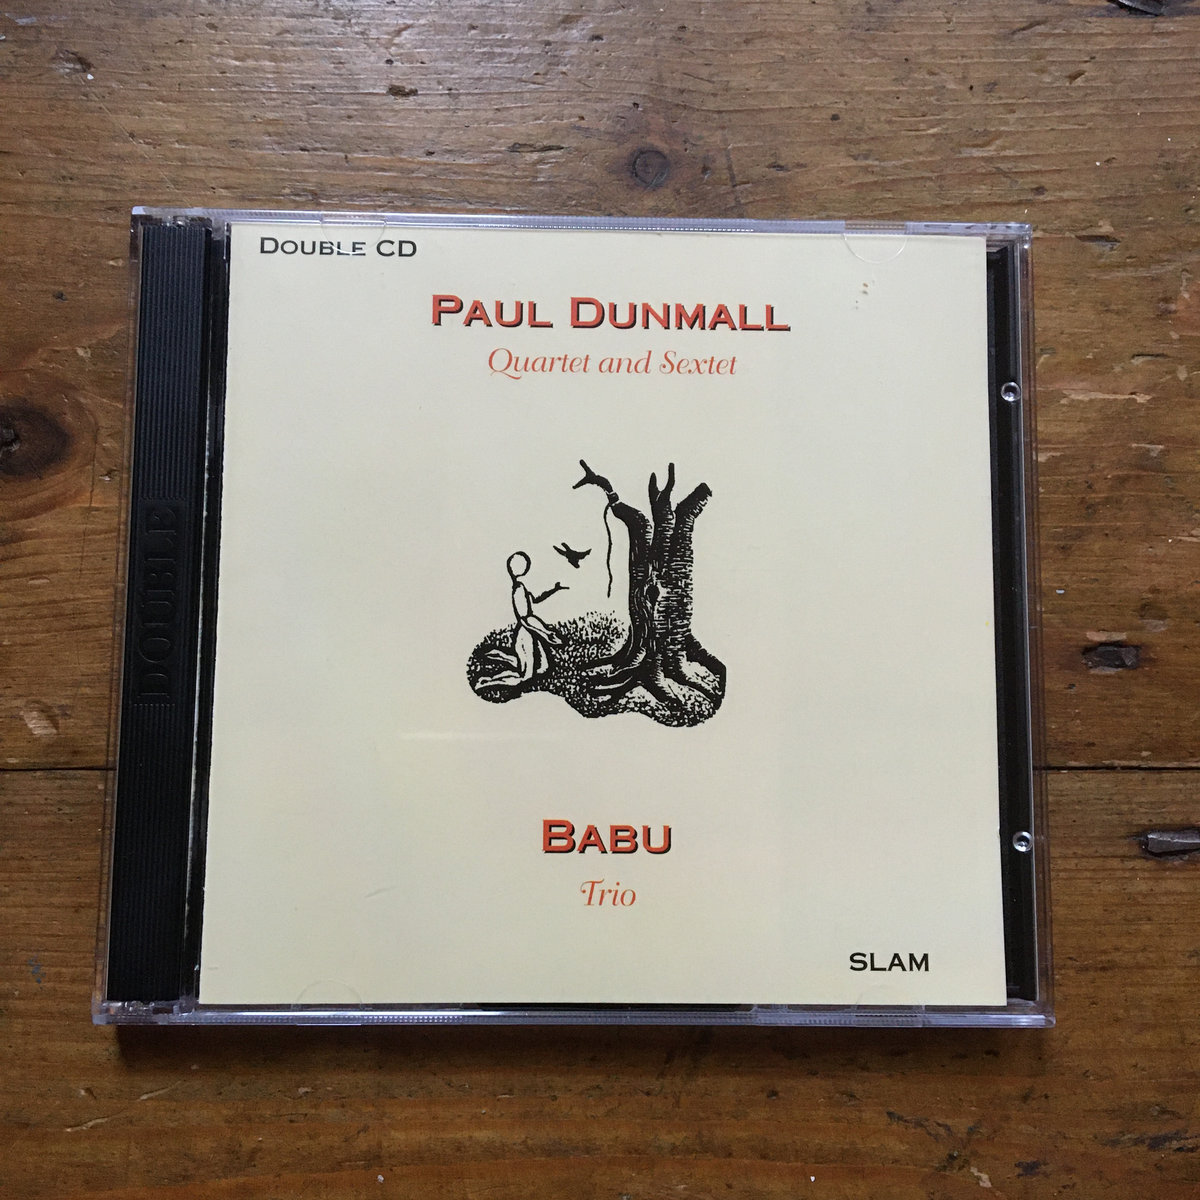 DOUBLE CD
PAUL DUNMALL
Quartet and Sextet
DOUBLE
BABU
Trio
SLAM